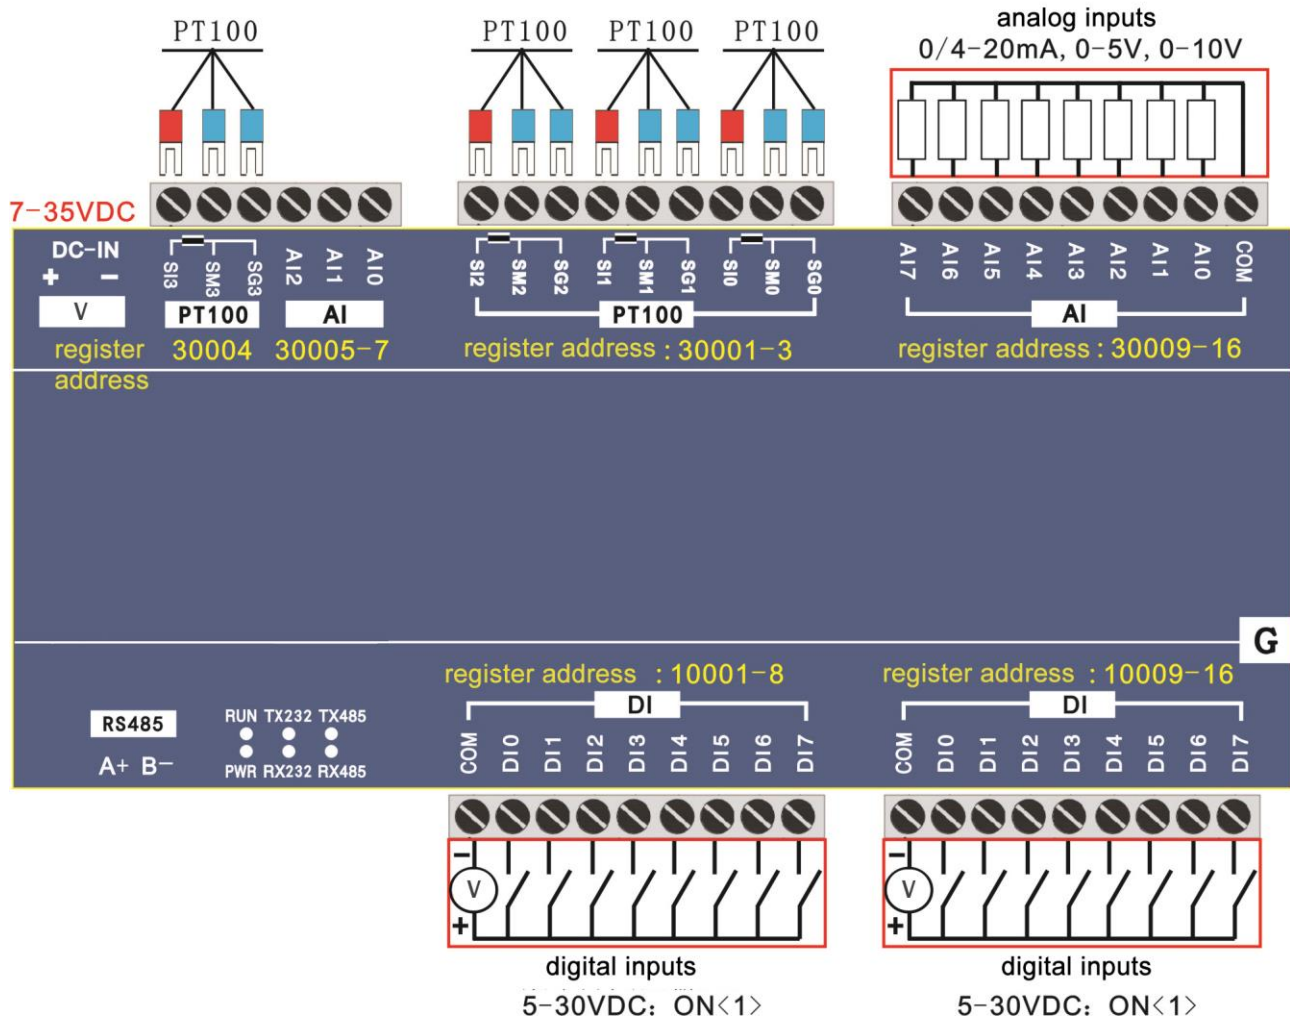 PT100
PT100 PT100 PT100
analog inputs
0/4-20mA, 0-5V, 0-10V
7-35VDC
DC-IN
+ -
V
SI3 SM3 SG3 AI2 AI1 AI0
PT100 AI
register address 30004 30005-7
SI2 SM2 SG2 SI1 SM1 SG1 SI0 SM0 SG0
PT100
register address : 30001-3
AI7 AI6 AI5 AI4 AI3 AI2 AI1 AI0 COM
AI
register address : 30009-16
G
RS485
A+ B-
RUN TX232 TX485
PWR RX232 RX485
register address : 10001-8
DI
COM DI0 DI1 DI2 DI3 DI4 DI5 DI6 DI7
register address : 10009-16
DI
COM DI0 DI1 DI2 DI3 DI4 DI5 DI6 DI7
-
V
+
-
V
+
digital inputs
5-30VDC: ON<1>
digital inputs
5-30VDC: ON<1>